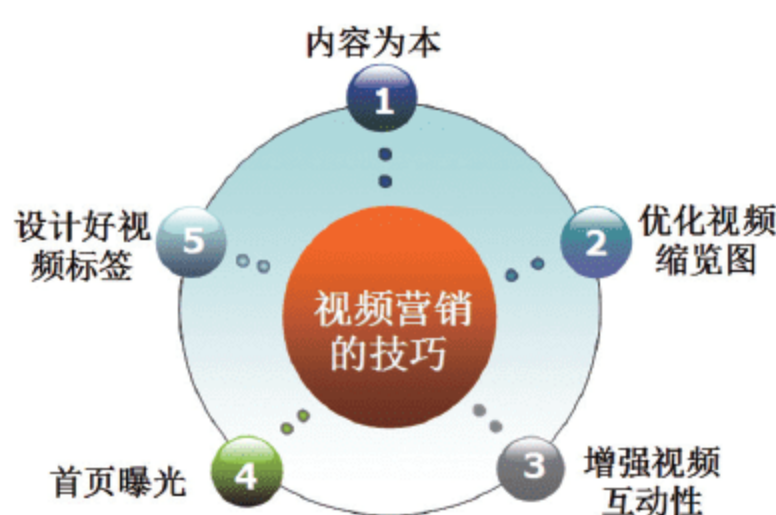 内容为本
1
优化视频
缩览图
2
增强视频
互动性
3
首页曝光
4
设计好视
频标签
5
视频营销
的技巧